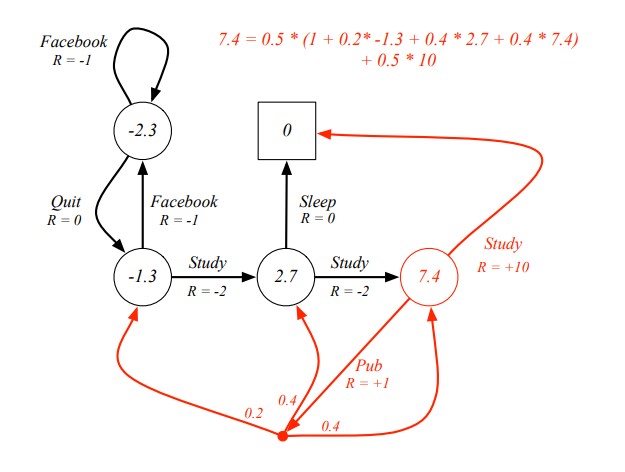 Facebook
R = -1
7.4 = 0.5 * (1 + 0.2* -1.3 + 0.4 * 2.7 + 0.4 * 7.4)
+ 0.5 * 10
-2.3
0
Quit
R = 0
Facebook
R = -1
Sleep
R = 0
Study
R = +10
-1.3
Study
R = -2
2.7
Study
R = -2
7.4
Pub
R = +1
0.2
0.4
0.4